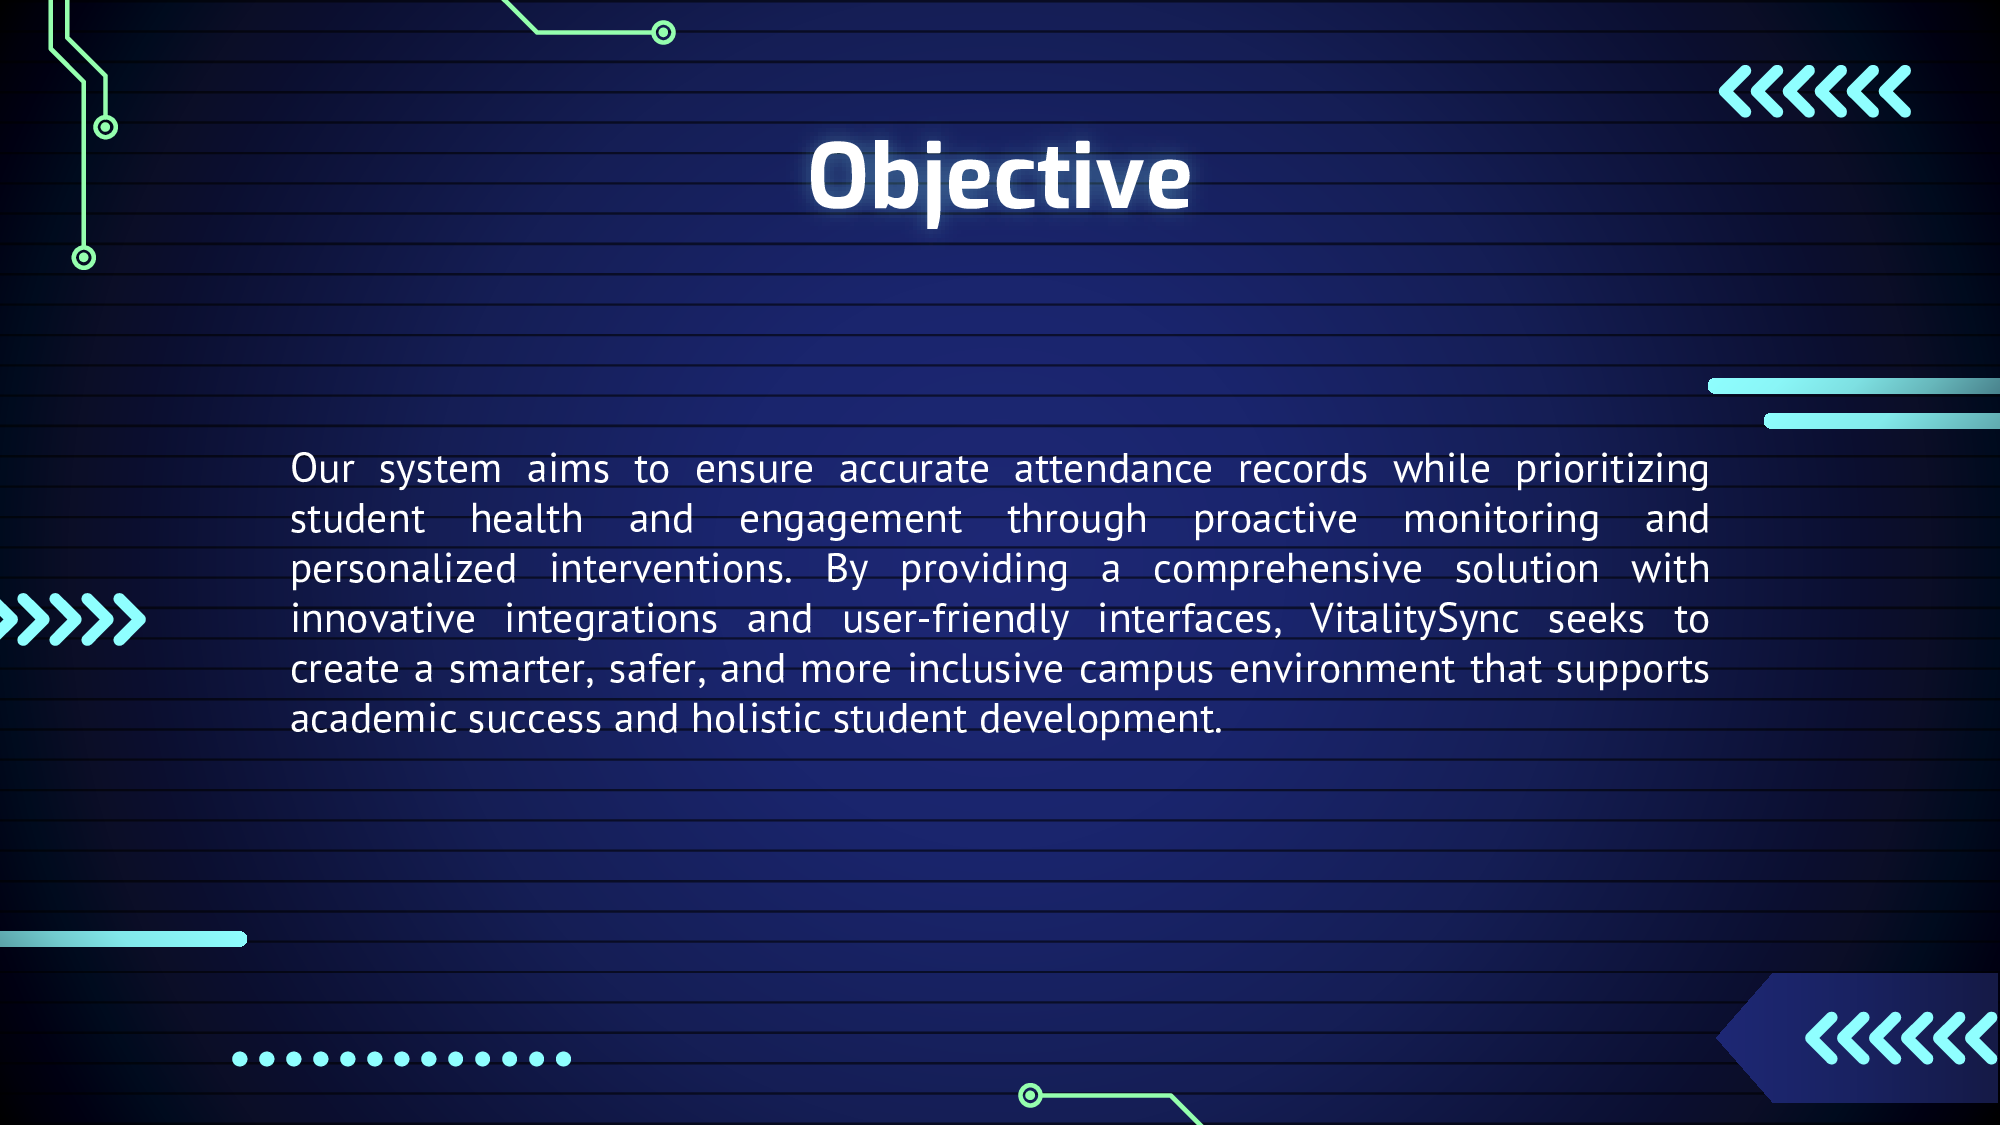 Objective
Our system aims to ensure accurate attendance records while prioritizing
student health and engagement through proactive monitoring and
personalized interventions. By providing a comprehensive solution with
innovative integrations and user-friendly interfaces, VitalitySync seeks to
create a smarter, safer, and more inclusive campus environment that supports
academic success and holistic student development.